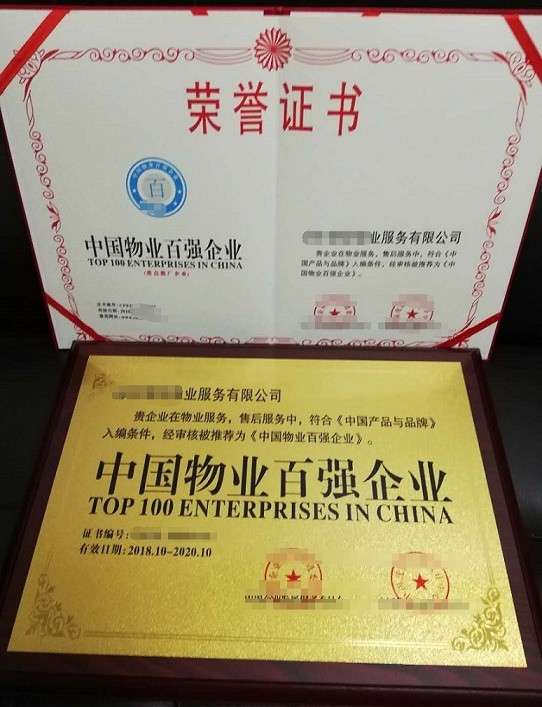 荣誉证书
百
中国物业百强企业
TOP 100 ENTERPRISES IN CHINA
业服务有限公司
贵企业在物业服务，售后服务中，符合《中
国产品与品牌》入编条件，经审核被推荐为《中
国物业百强企业》。
物业服务有限公司
贵企业在物业服务，售后服务中，符合《中国产品与品牌》
入编条件，经审核被推荐为《中国物业百强企业》。
中国物业百强企业
TOP 100 ENTERPRISES IN CHINA
证书编号:
有效日期:2018.10-2020.10